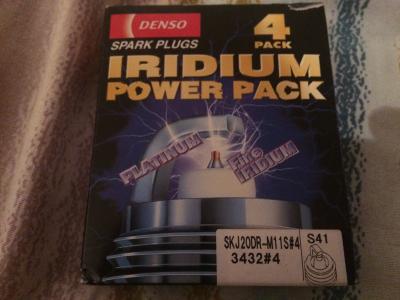 DENSO
SPARK PLUGS
4
PACK
IRIDIUM
POWER PACK
PLATINUM
Fine
IRIDIUM
SKJ20DR-M11S#4
3432#4
S41